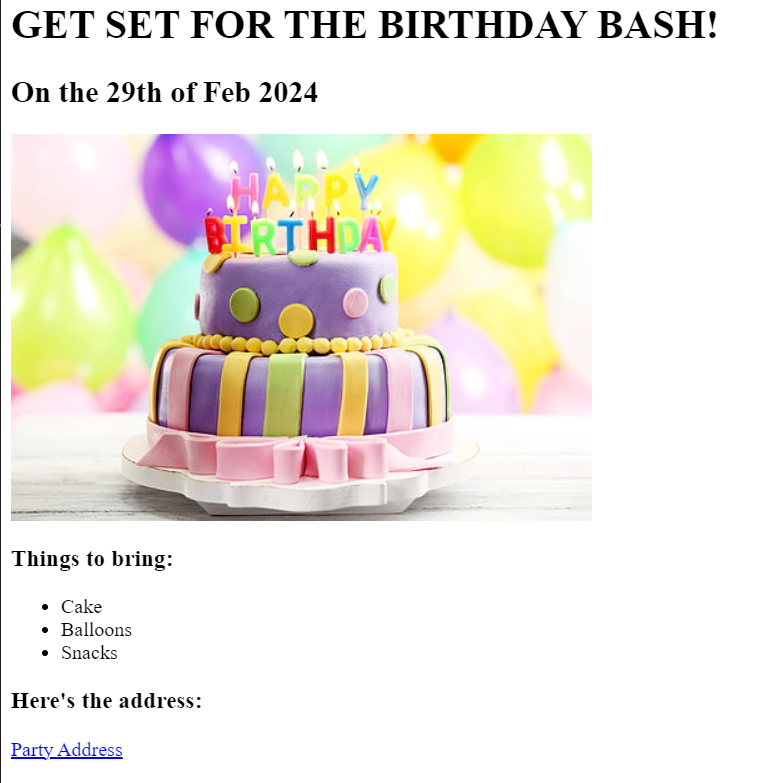 GET SET FOR THE BIRTHDAY BASH!
On the 29th of Feb 2024
HAPPY
BIRTHDAY
Things to bring:
Cake
Balloons
Snacks
Here's the address:
Party Address